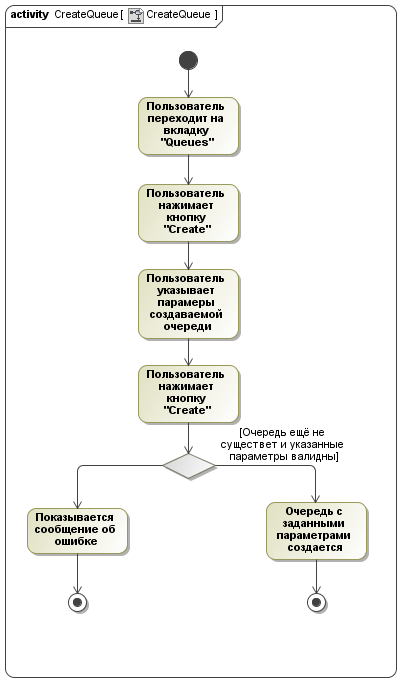 activity CreateQueue [ CreateQueue ]
Пользователь
переходит на
вкладку
"Queues"
Пользователь
нажимает
кнопку
"Create"
Пользователь
указывает
парамеры
создаваемой
очереди
Пользователь
нажимает
кнопку
"Create"
[Очередь ещё не
существет и указанные
параметры валидны]
Показывается
сообщение об
ошибке
Очередь с
заданными
параметрами
создается